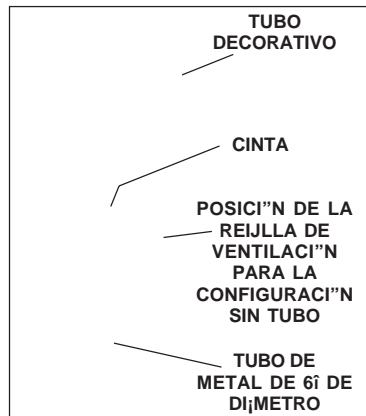 TUBO
DECORATIVO
CINTA
POSICI”N DE LA
REIJLLA DE
VENTILACI”N
PARA LA
CONFIGURACI”N
SIN TUBO
TUBO DE
METAL DE 6î DE
DI¡METRO